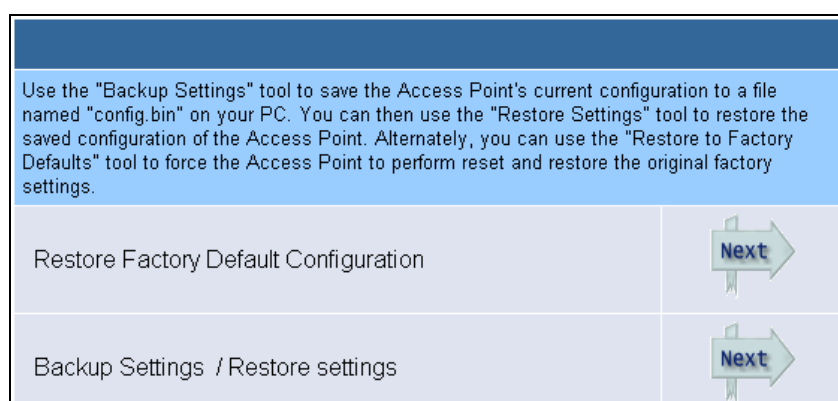 Use the "Backup Settings" tool to save the Access Point's current configuration to a file
named "config.bin" on your PC. You can then use the "Restore Settings" tool to restore the
saved configuration of the Access Point. Alternately, you can use the "Restore to Factory
Defaults" tool to force the Access Point to perform reset and restore the original factory
settings.
Restore Factory Default Configuration
Next
Backup Settings / Restore settings
Next